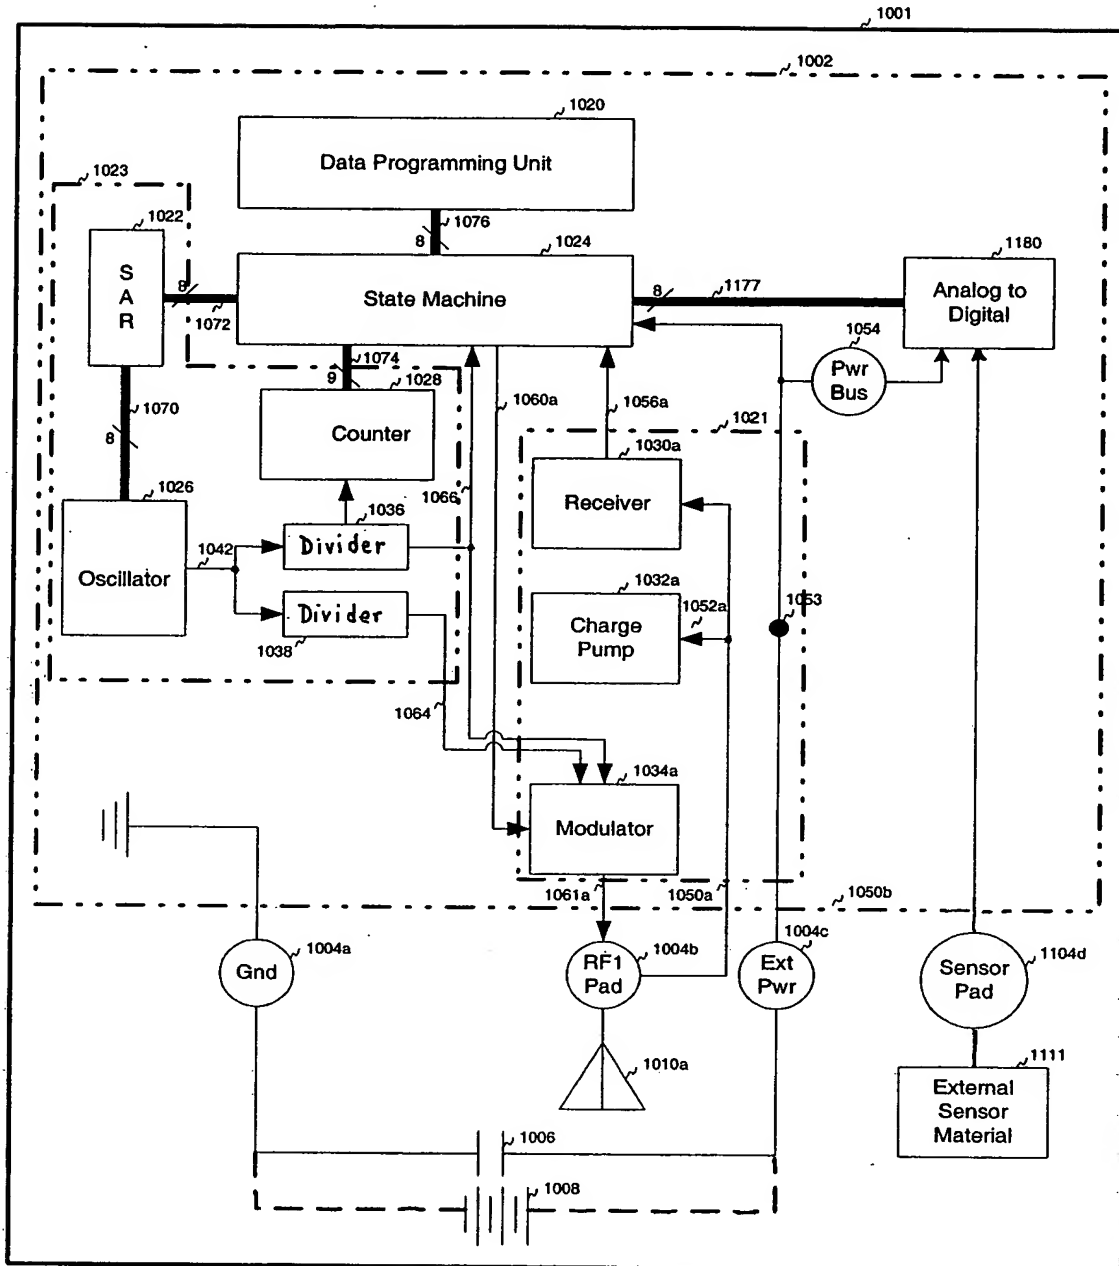 1001
1002
1020
Data Programming Unit
1023
1022
1076
8
1024
1180
S
A
R
8
1072
State Machine
8
1177
Analog to
Digital
1054
Pwr
Bus
1074
9
1028
1060a
1056a
1021
1070
8
Counter
1030a
1066
Receiver
1026
1036
1042
Divider
Oscillator
1032a
1052a
1053
Divider
Charge
Pump
1038
1064
1034a
Modulator
1061a
1050a
1050b
1004a
1004b
1004c
1104d
Gnd
RF1
Pad
Ext
Pwr
Sensor
Pad
1010a
1111
External
Sensor
Material
1006
1008